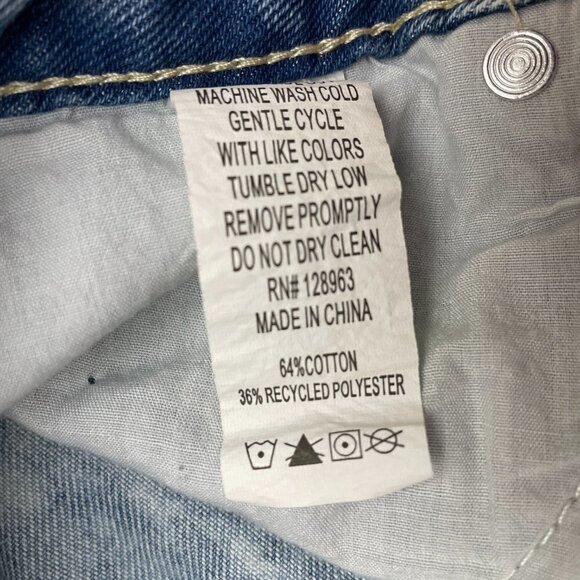 MACHINE WASH COLD
GENTLE CYCLE
WITH LIKE COLORS
TUMBLE DRY LOW
REMOVE PROMPTLY
DO NOT DRY CLEAN
RN# 128963
MADE IN CHINA
64%COTTON
36% RECYCLED POLYESTER